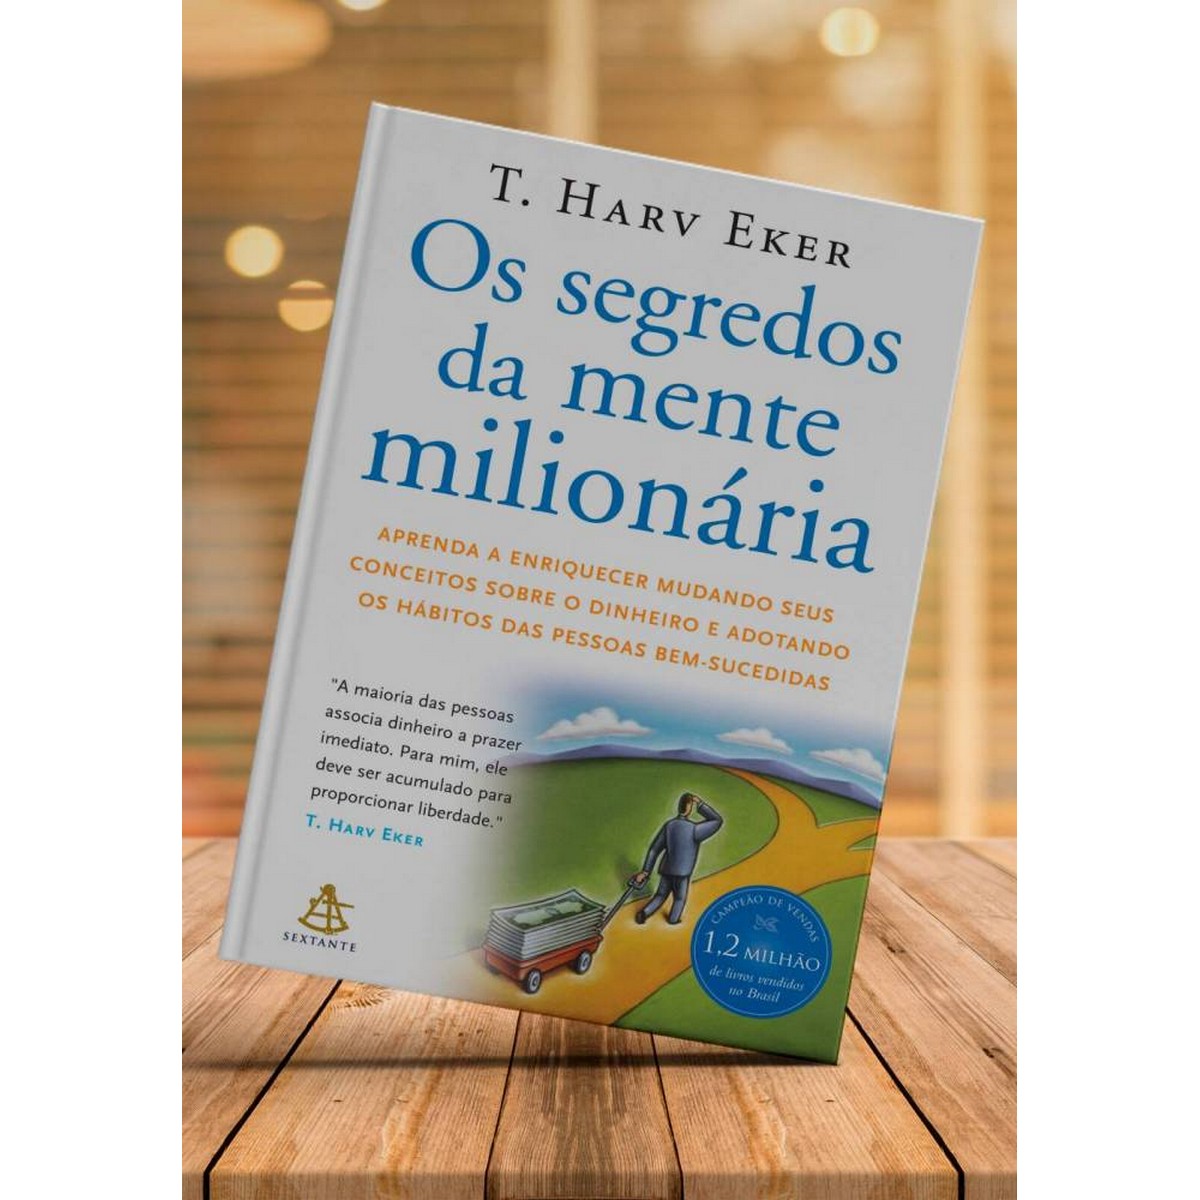 T. Harv Eker
Os segredos
da mente
milionária
APRENDA A ENRIQUECER MUDANDO SEUS
CONCEITOS SOBRE O DINHEIRO E ADOTANDO
OS HÁBITOS DAS PESSOAS BEM-SUCEDIDAS
"A maioria das pessoas
associa dinheiro a prazer
imediato. Para mim, ele
deve ser acumulado para
proporcionar liberdade."
T. Harv Eker
SEXTANTE
CAMPEÃO DE VENDAS
1,2 MILHÃO
de livros vendidos
no Brasil